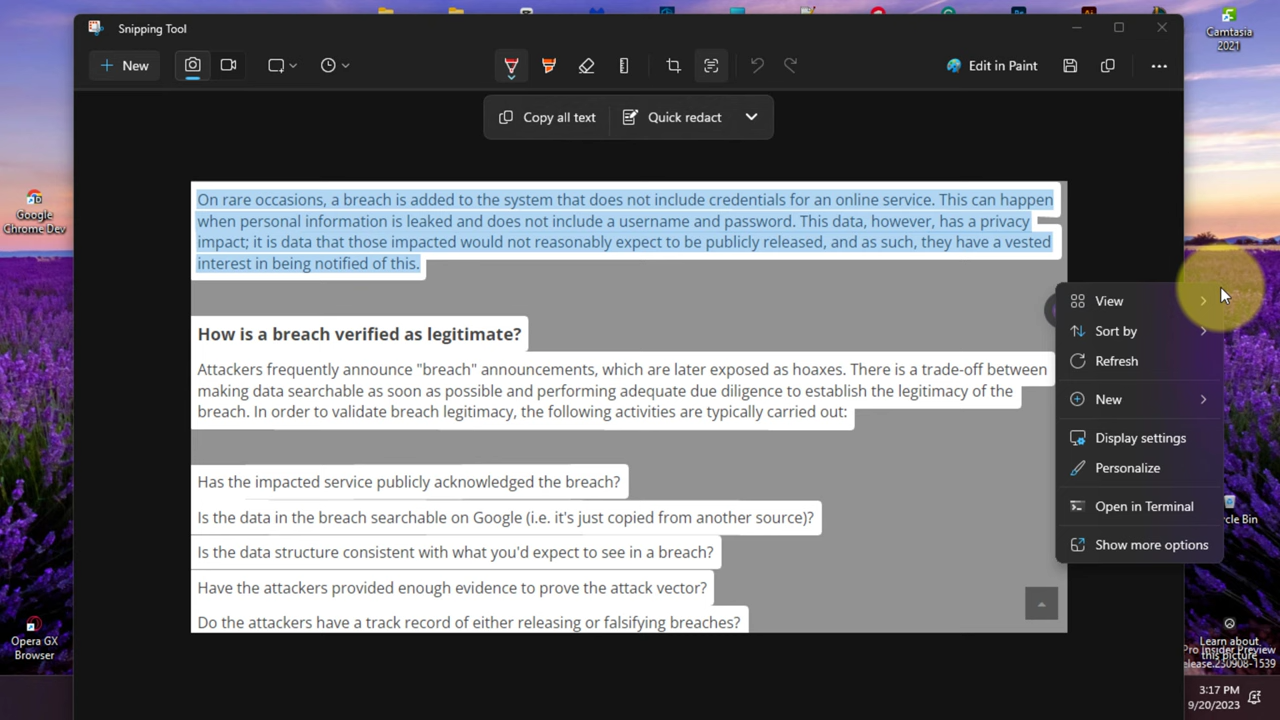 Snipping Tool
Camtasia
2021
New
Edit in Paint
Copy all text
Quick redact
Google
Chrome Dev
On rare occasions, a breach is added to the system that does not include credentials for an online service. This can happen
when personal information is leaked and does not include a username and password. This data, however, has a privacy
impact; it is data that those impacted would not reasonably expect to be publicly released, and as such, they have a vested
interest in being notified of this.
How is a breach verified as legitimate?
Attackers frequently announce "breach" announcements, which are later exposed as hoaxes. There is a trade-off between
making data searchable as soon as possible and performing adequate due diligence to establish the legitimacy of the
breach. In order to validate breach legitimacy, the following activities are typically carried out:
Has the impacted service publicly acknowledged the breach?
Is the data in the breach searchable on Google (i.e. it's just copied from another source)?
Is the data structure consistent with what you'd expect to see in a breach?
Have the attackers provided enough evidence to prove the attack vector?
Do the attackers have a track record of either releasing or falsifying breaches?
View
Sort by
Refresh
New
Display settings
Personalize
Open in Terminal
Show more options
cle Bin
Opera GX
Browser
Learn about
this picture
Pro Insider Preview
elease.230908-1539
3:17 PM
9/20/2023